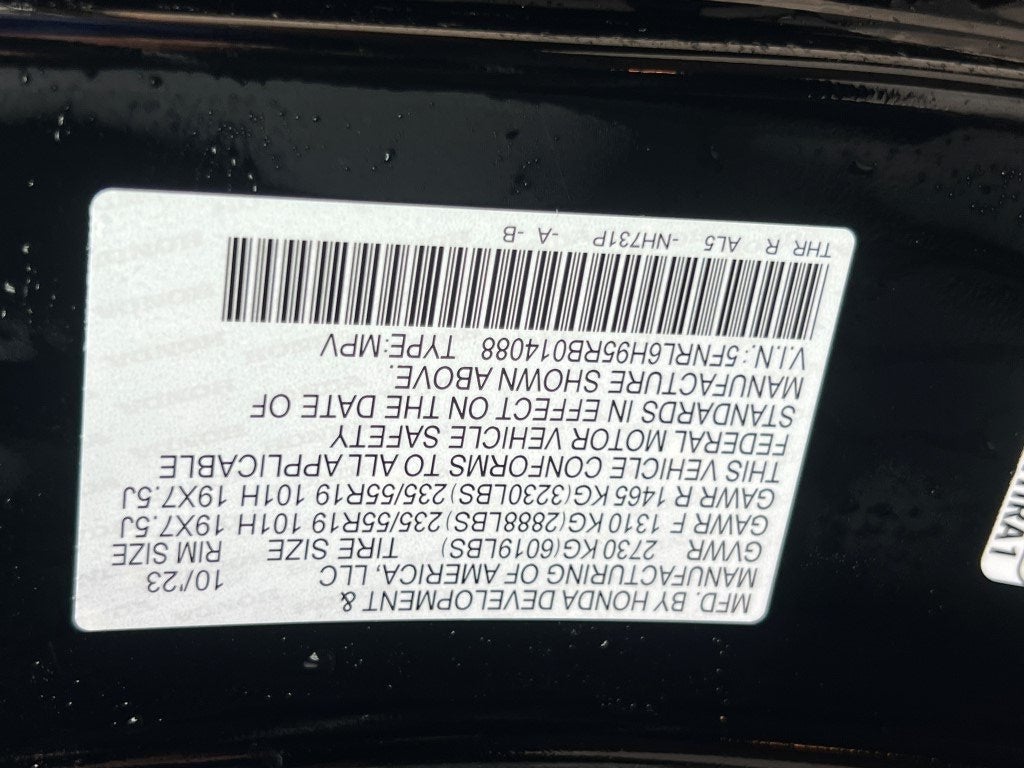 MFD. BY HONDA DEVELOPMENT &
MANUFACTURING OF AMERICA, LLC 10/'23
GVWR 2730 KG(6019LBS) TIRE SIZE RIM SIZE
GAWR F 1310 KG(2888LBS) 235/55R19 101H 19X7.5J
GAWR R 1465 KG(3230LBS) 235/55R19 101H 19X7.5J
THIS VEHICLE CONFORMS TO ALL APPLICABLE
FEDERAL MOTOR VEHICLE SAFETY
STANDARDS IN EFFECT ON THE DATE OF
MANUFACTURE SHOWN ABOVE.
V.I.N.: 5FNRL6H95RB014088 TYPE:MPV
THR R AL5 -NH731P -A -B